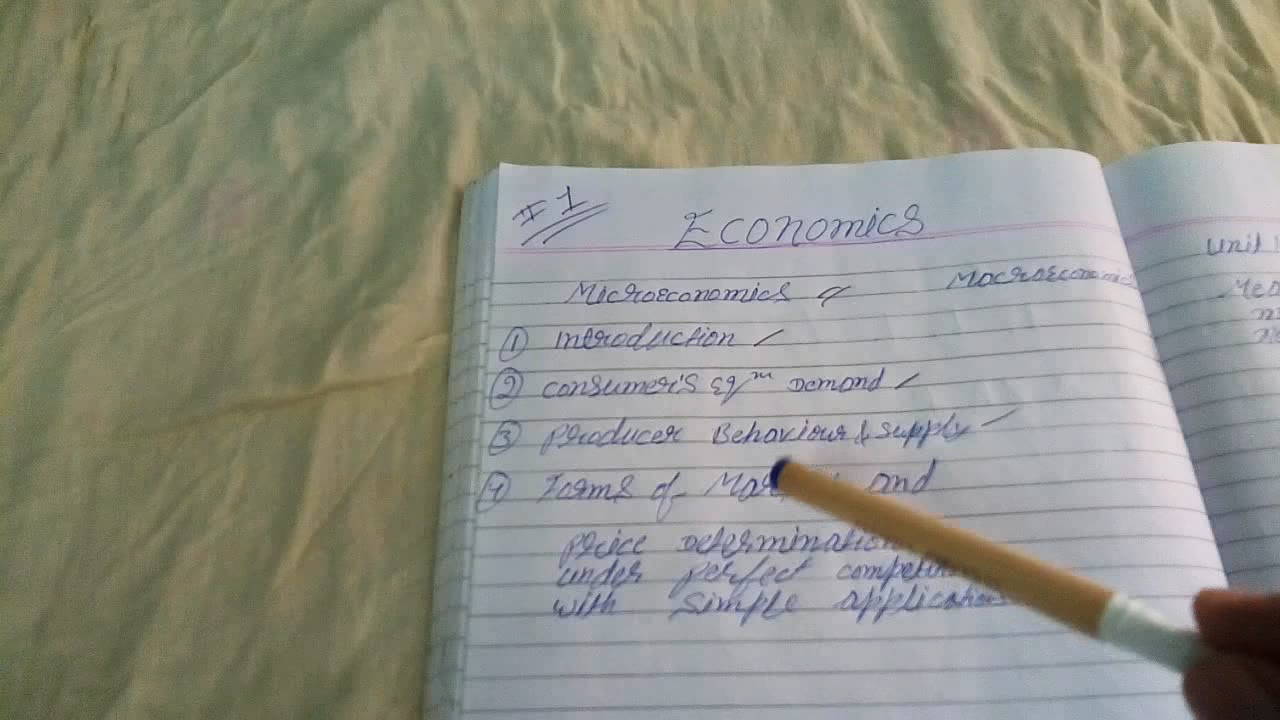 # 1
Economics
Microeconomics & Macroeconomics
① Introduction
② Consumer's Eqm Demand
③ Producer Behaviour & Supply
④ Forms of and
price Determination
under perfect
with simple application
Unit